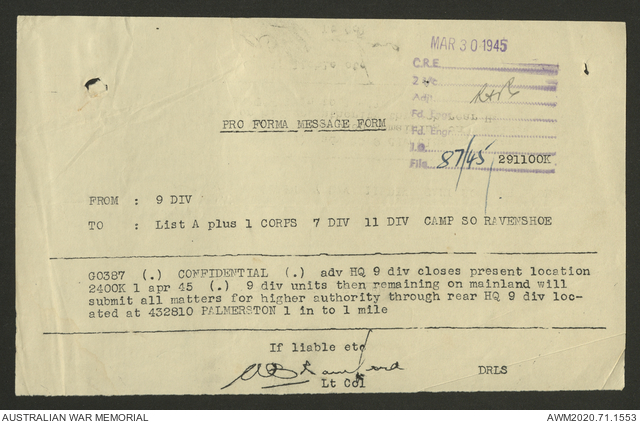 MAR 30 1945
C.R.E.
2 i/c
Adj.
Fd.
Fd. Eng.
I.O.
File 87/45
291100K
PRO FORMA MESSAGE FORM
FROM : 9 DIV
TO : List A plus 1 CORPS 7 DIV 11 DIV CAMP SO RAVENSHOE
GO387 (.) CONFIDENTIAL (.) adv HQ 9 div closes present location
2400K 1 apr 45 (.) 9 div units then remaining on mainland will
submit all matters for higher authority through rear HQ 9 div loc-
ated at 432810 PALMERSTON 1 in to 1 mile
If liable etc
Lt Col
DRLS
AUSTRALIAN WAR MEMORIAL
AWM2020.71.1553